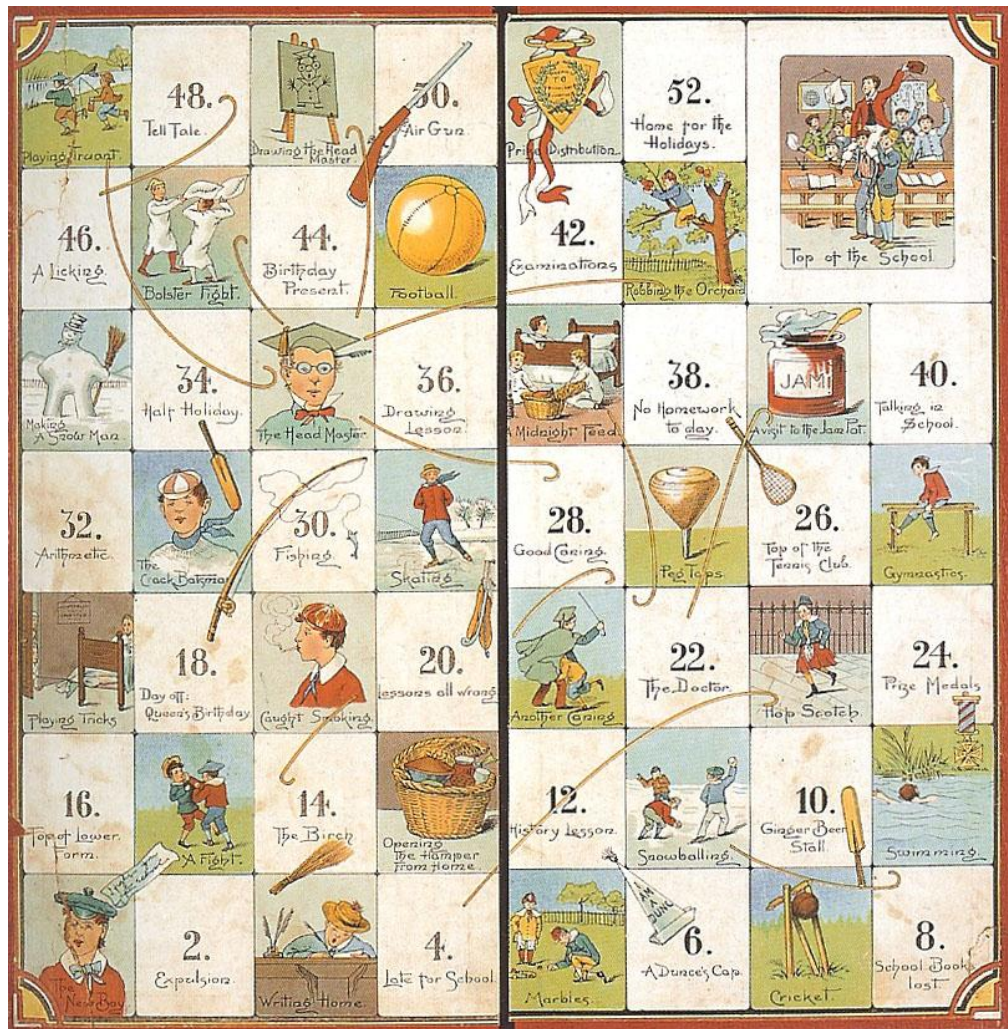 Playing Truant.
48.
Tell Tale.
Drawing the Head
Master.
50.
Air Gun.
Prize Distribution.
52.
Home for the
Holidays.
Top of the School.
46.
A Licking.
Bolster Fight.
44.
Birthday
Present.
Football.
42.
Examinations
Robbing the Orchard
Making
A Snow Man.
34.
Half Holiday.
The Head Master
36.
Drawing
Lesson.
A Midnight Feed.
38.
No Homework
to day.
JAM
A visit to the Jam Pot.
40.
Talking in
School.
32.
Arithmetic.
The
Crack Batsman
30.
Fishing.
Skating.
28.
Good Caning.
Peg Tops.
26.
Top of the
Tennis Club.
Gymnastics.
Playing Tricks
18.
Day off:
Queen's Birthday
Caught Smoking.
20.
Lessons all wrong
Another Caning
22.
The Doctor.
Hop Scotch.
24.
Prize Medals
16.
Top of Lower
Form.
A Fight.
14.
The Birch
Opening
The Hamper
From Home.
12.
History Lesson.
Snowballing.
10.
Ginger Beer
Stall.
Swimming.
The
New Boy
2.
Expulsion.
Writing Home.
4.
Late for School.
Marbles.
I AM
A
DUNCE
6.
A Dunce's Cap.
Cricket.
8.
School Books
lost.